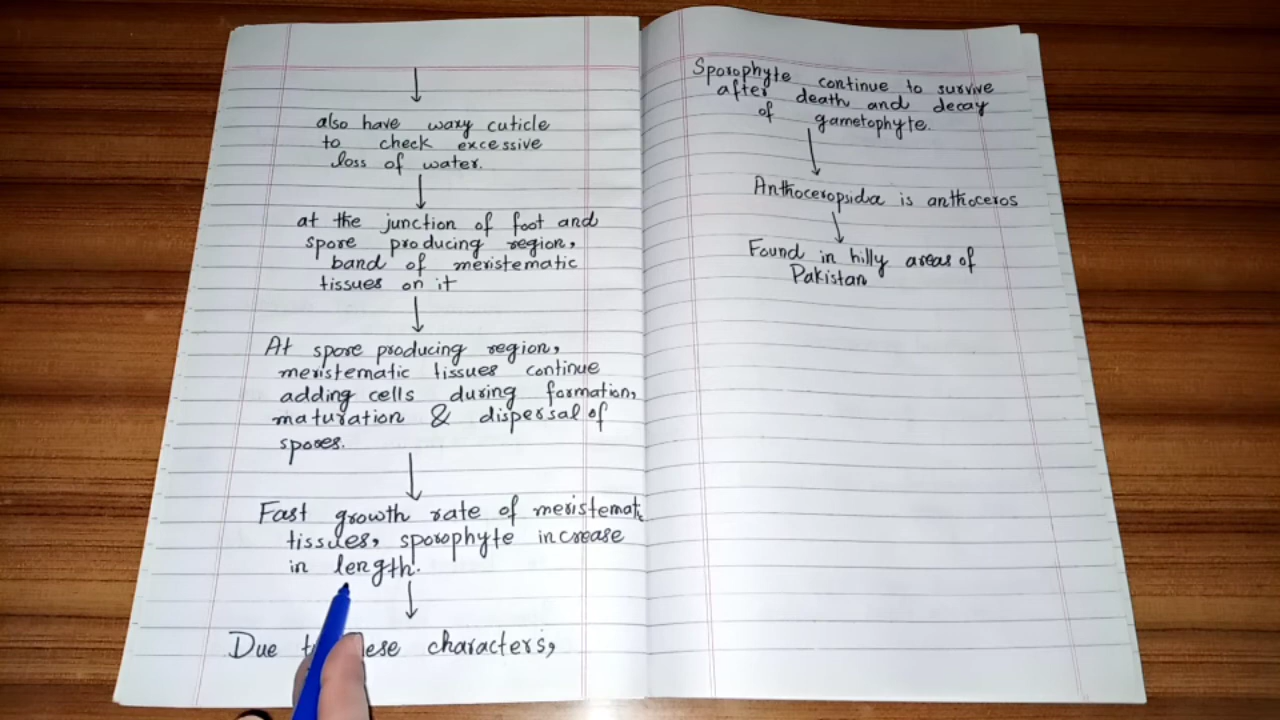 also have waxy cuticle
to check excessive
loss of water.
at the junction of foot and
spore producing region,
band of meristematic
tissues on it
At spore producing region,
meristematic tissues continue
adding cells during formation,
maturation & dispersal of
spores.
Fast growth rate of meristematic
tissues, sporophyte increase
in length.
Due characters,
Sporophyte continue to survive
after death and decay
of gametophyte.
Anthoceropsida is anthoceros
Found in hilly areas of
Pakistan